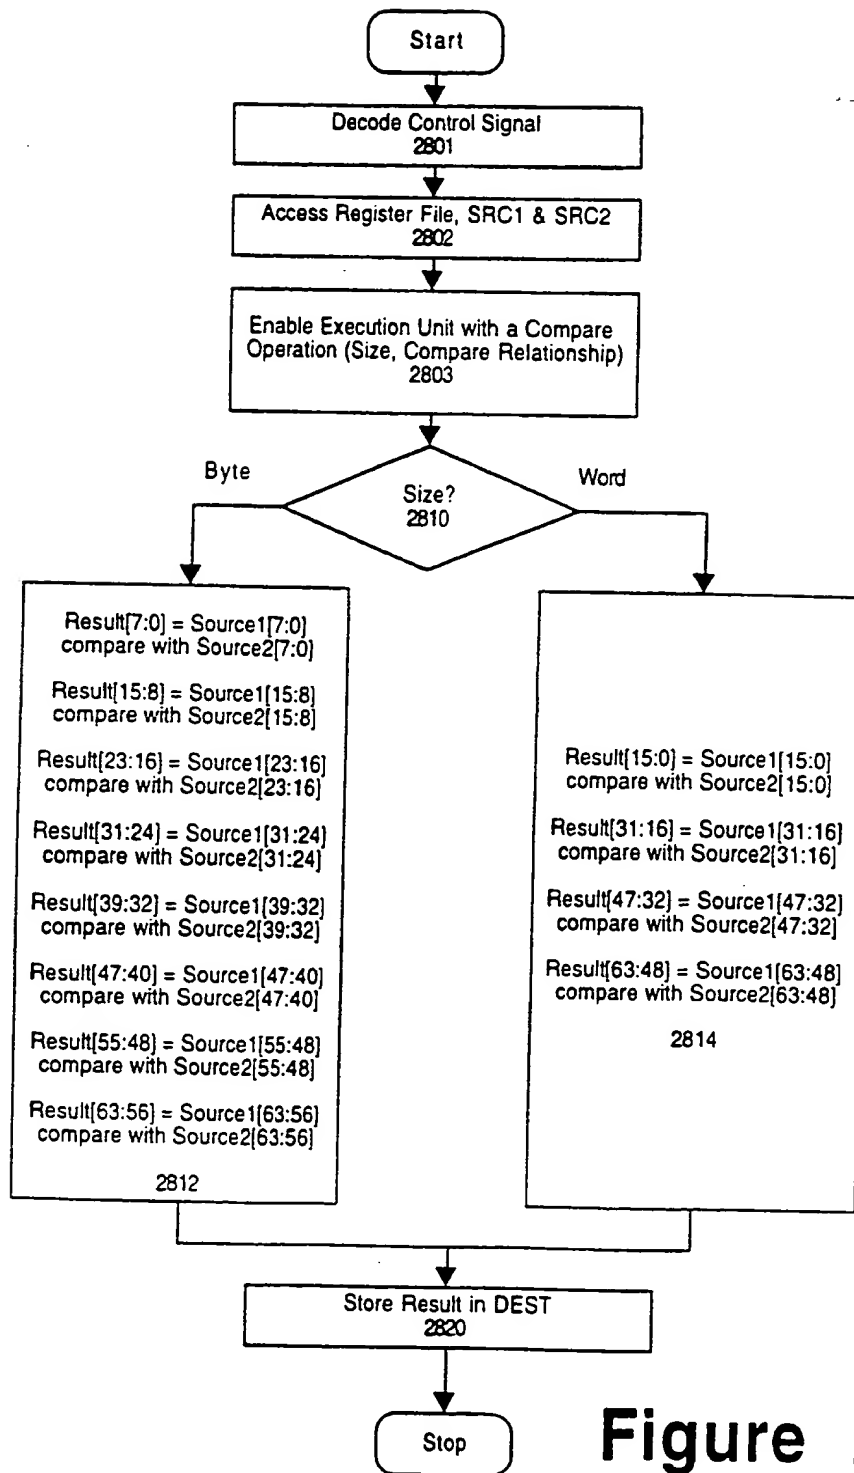 Start
Decode Control Signal
2801
Access Register File, SRC1 & SRC2
2802
Enable Execution Unit with a Compare
Operation (Size, Compare Relationship)
2803
Byte
Word
Size?
2810
Result[7:0] = Source1[7:0]
compare with Source2[7:0]
Result[15:8] = Source1[15:8]
compare with Source2[15:8]
Result[23:16] = Source1[23:16]
compare with Source2[23:16]
Result[31:24] = Source1[31:24]
compare with Source2[31:24]
Result[39:32] = Source1[39:32]
compare with Source2[39:32]
Result[47:40] = Source1[47:40]
compare with Source2[47:40]
Result[55:48] = Source1[55:48]
compare with Source2[55:48]
Result[63:56] = Source1[63:56]
compare with Source2[63:56]
2812
Result[15:0] = Source1[15:0]
compare with Source2[15:0]
Result[31:16] = Source1[31:16]
compare with Source2[31:16]
Result[47:32] = Source1[47:32]
compare with Source2[47:32]
Result[63:48] = Source1[63:48]
compare with Source2[63:48]
2814
Store Result in DEST
2820
Stop
Figure